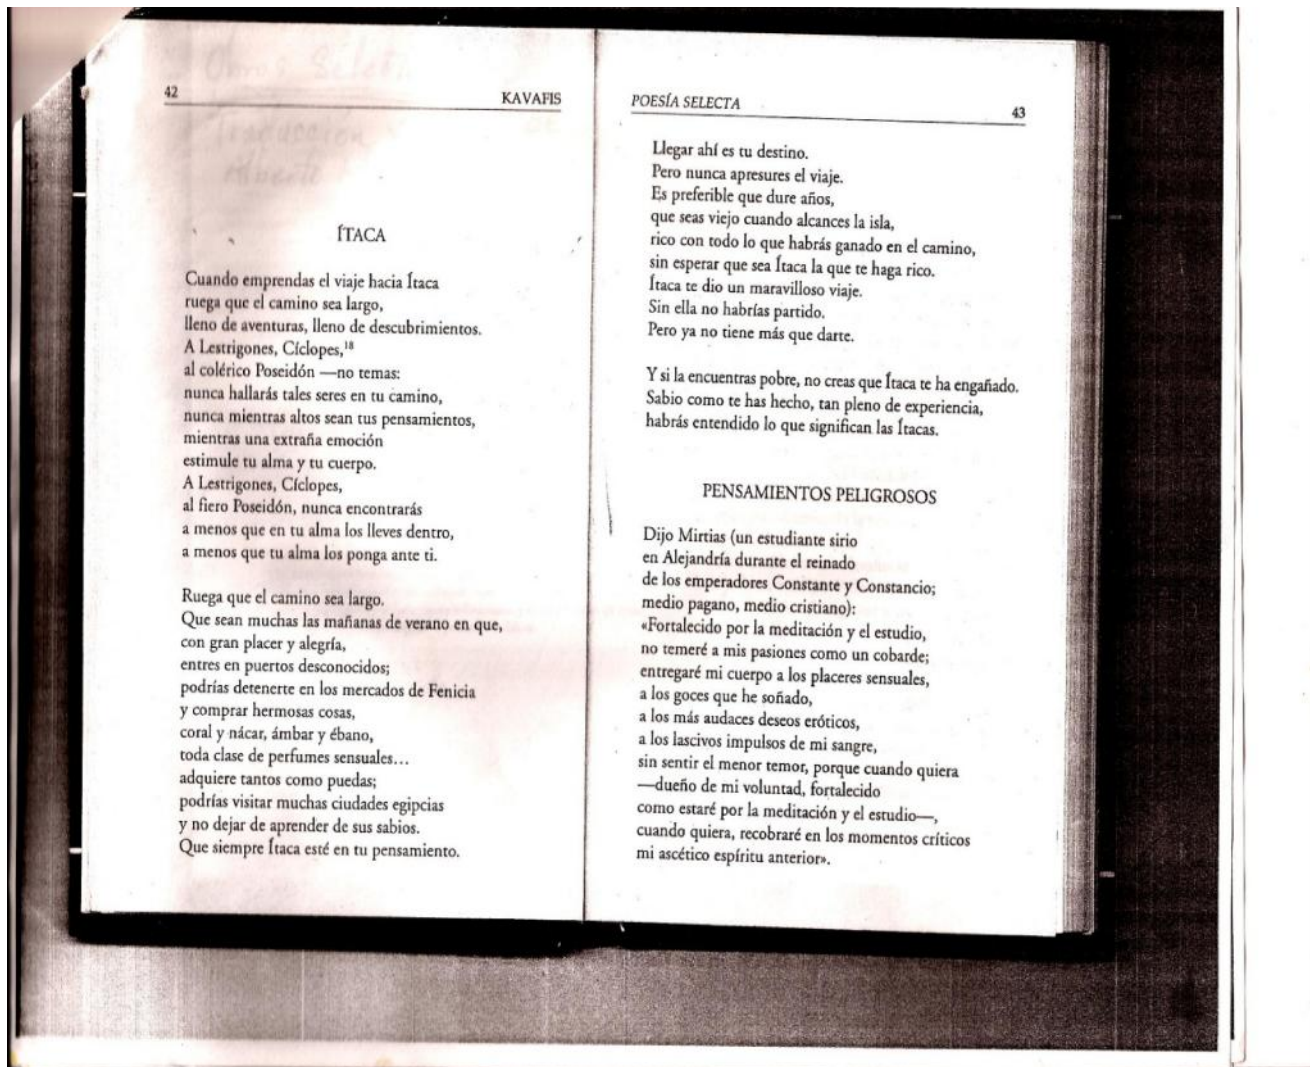 Obras Selec
Traducción
42
KAVAFIS
ÍTACA
Cuando emprendas el viaje hacia Ítaca
ruega que el camino sea largo,
lleno de aventuras, lleno de descubrimientos.
A Lestrigones, Cíclopes,¹⁸
al colérico Poseidón —no temas:
nunca hallarás tales seres en tu camino,
nunca mientras altos sean tus pensamientos,
mientras una extraña emoción
estimule tu alma y tu cuerpo.
A Lestrigones, Cíclopes,
al fiero Poseidón, nunca encontrarás
a menos que en tu alma los lleves dentro,
a menos que tu alma los ponga ante ti.
Ruega que el camino sea largo.
Que sean muchas las mañanas de verano en que,
con gran placer y alegría,
entres en puertos desconocidos;
podrías detenerte en los mercados de Fenicia
y comprar hermosas cosas,
coral y nácar, ámbar y ébano,
toda clase de perfumes sensuales...
adquiere tantos como puedas;
podrías visitar muchas ciudades egipcias
y no dejar de aprender de sus sabios.
Que siempre Ítaca esté en tu pensamiento.
POESÍA SELECTA
43
Llegar ahí es tu destino.
Pero nunca apresures el viaje.
Es preferible que dure años,
que seas viejo cuando alcances la isla,
rico con todo lo que habrás ganado en el camino,
sin esperar que sea Ítaca la que te haga rico.
Ítaca te dio un maravilloso viaje.
Sin ella no habrías partido.
Pero ya no tiene más que darte.
Y si la encuentras pobre, no creas que Ítaca te ha engañado.
Sabio como te has hecho, tan pleno de experiencia,
habrás entendido lo que significan las Ítacas.
PENSAMIENTOS PELIGROSOS
Dijo Mirtias (un estudiante sirio
en Alejandría durante el reinado
de los emperadores Constante y Constancio;
medio pagano, medio cristiano):
«Fortalecido por la meditación y el estudio,
no temeré a mis pasiones como un cobarde;
entregaré mi cuerpo a los placeres sensuales,
a los goces que he soñado,
a los más audaces deseos eróticos,
a los lascivos impulsos de mi sangre,
sin sentir el menor temor, porque cuando quiera
—dueño de mi voluntad, fortalecido
como estaré por la meditación y el estudio—,
cuando quiera, recobraré en los momentos críticos
mi ascético espíritu anterior».